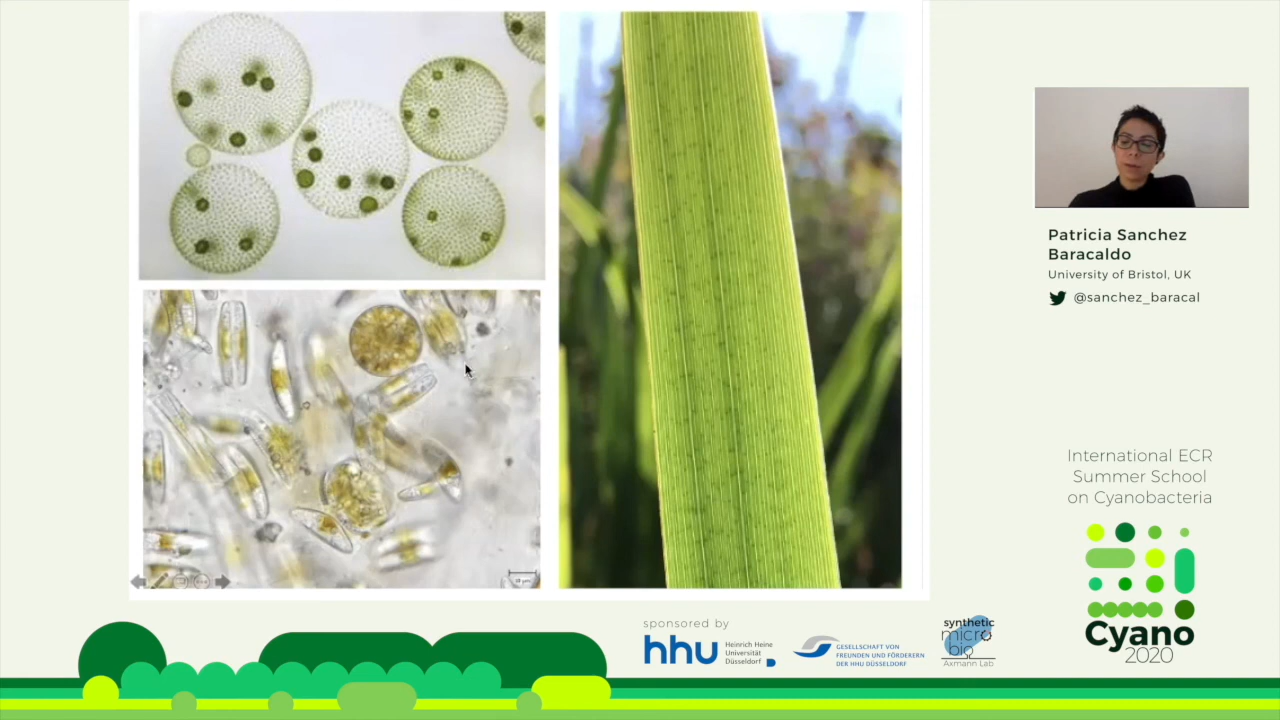 Patricia Sanchez
Baracaldo
University of Bristol, UK
@sanchez_baracal
International ECR
Summer School
on Cyanobacteria
Cyano
2020
sponsored by
hhu
Heinrich Heine
Universität
Düsseldorf
GESELLSCHAFT VON
FREUNDEN UND FÖRDERERN
DER HHU DÜSSELDORF
synthetic
micro
bio
Axmann Lab